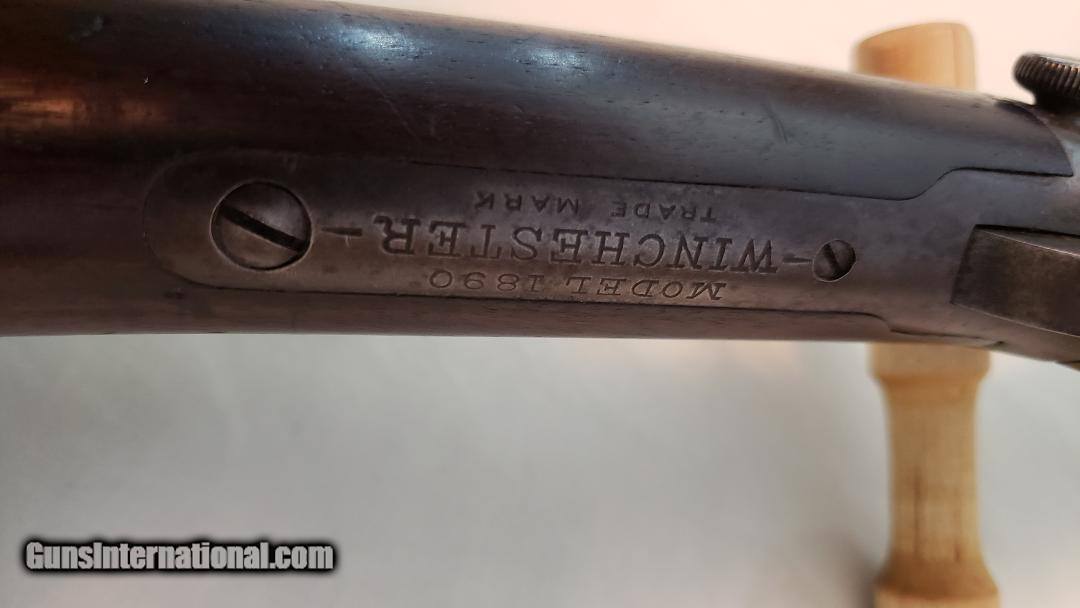 MODEL 1890
-WINCHESTER-
TRADE MARK
GunsInternational.com